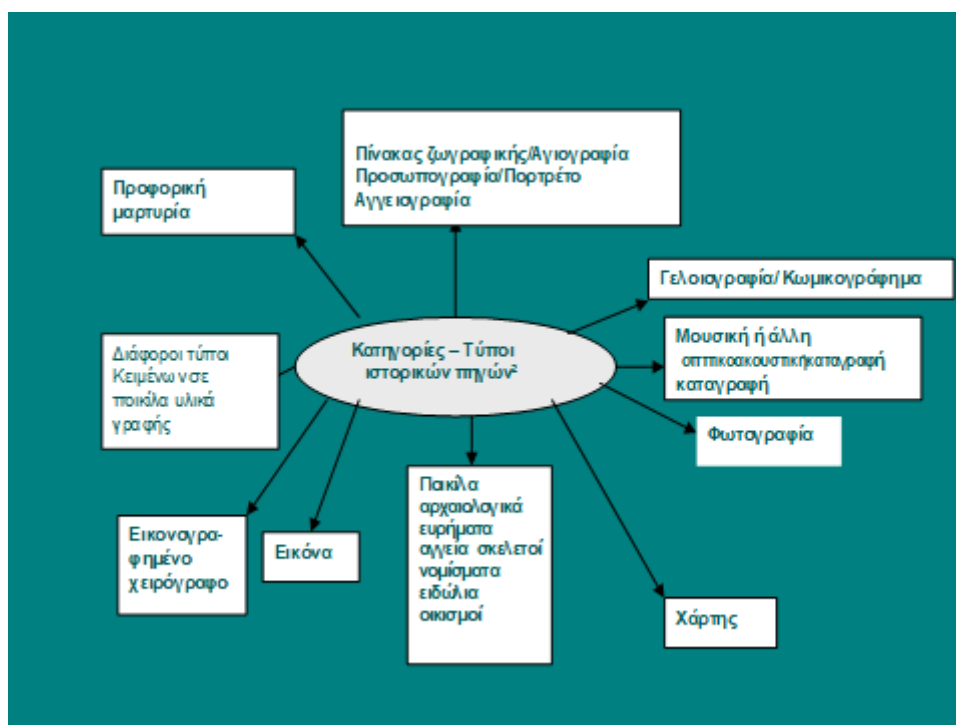 Πίνακας ζωγραφικής/Αγιογραφία
Προσωπογραφία/Πορτρέτο
Αγγειογραφία
Προφορική
μαρτυρία
Γελοιογραφία/ Κωμικογράφημα
Μουσική ή άλλη
οπτικοακουστικήκαταγραφή
καταγραφή
Κατηγορίες – Τύποι
ιστορικών πηγών²
Διάφοροι τύποι
Κειμένων σε
ποικίλα υλικά
γραφής
Φωτογραφία
Ποικίλα
αρχαιολογικά
ευρήματα
αγγεία σκελετοί
νομίσματα
ειδώλια
οικισμοί
Εικονογρα-
φημένο
χειρόγραφο
Εικόνα
Χάρτης